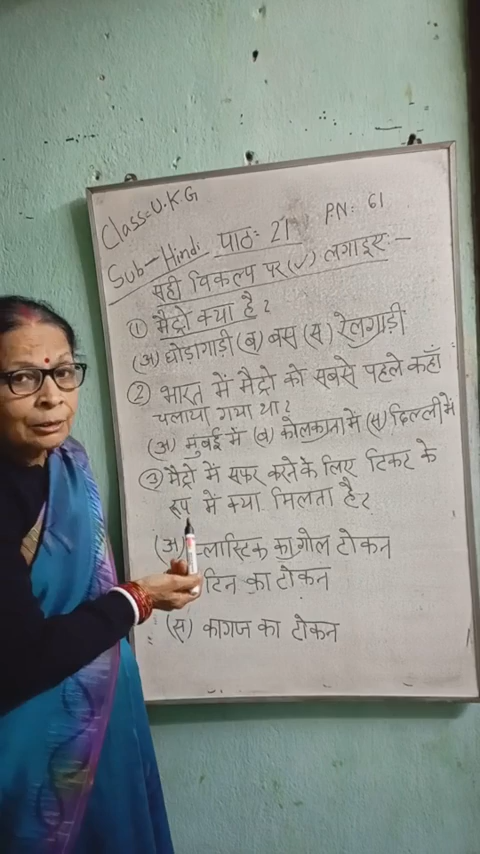 Class=U.K.G
Sub-Hindi पाठ= 21 P.N= 61
सही विकल्प पर (✓) लगाइए :-
① मैट्रो क्या है ?
(अ) घोड़ागाड़ी (ब) बस (स) रेलगाड़ी
② भारत में मैट्रो को सबसे पहले कहाँ
चलाया गया था ?
(अ) मुंबई में (ब) कोलकाता में (स) दिल्ली में
③ मैट्रो में सफर करने के लिए टिकट के
रूप में क्या मिलता है ?
(अ) प्लास्टिक का गोल टोकन
टिन का टोकन
(स) कागज का टोकन